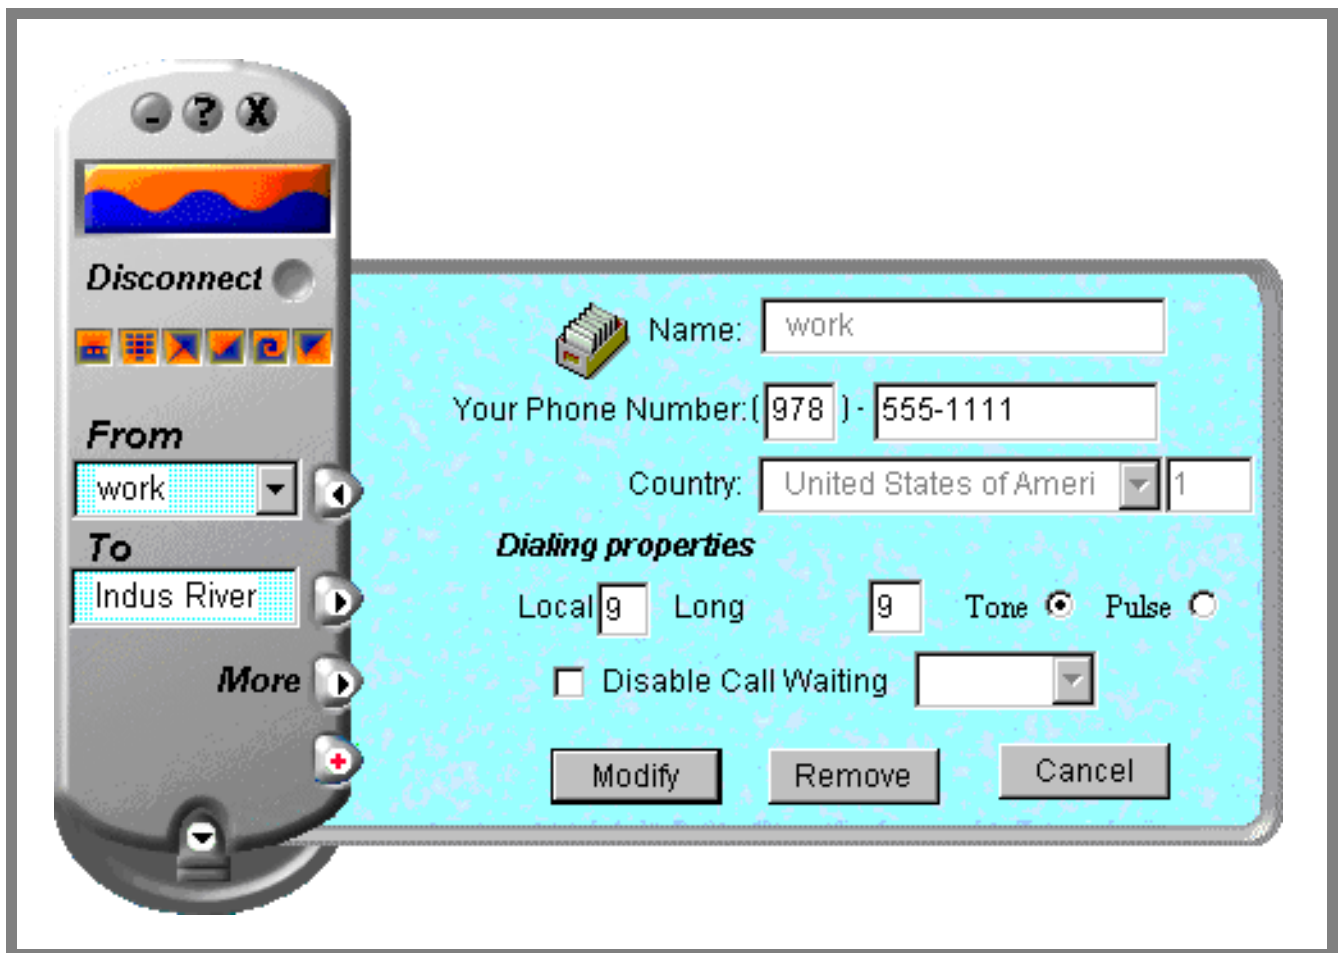 - ? X
Disconnect
From
work
To
Indus River
More
Name: work
Your Phone Number:(978) - 555-1111
Country: United States of Ameri 1
Dialing properties
Local 9 Long 9 Tone Pulse
Disable Call Waiting
Modify Remove Cancel